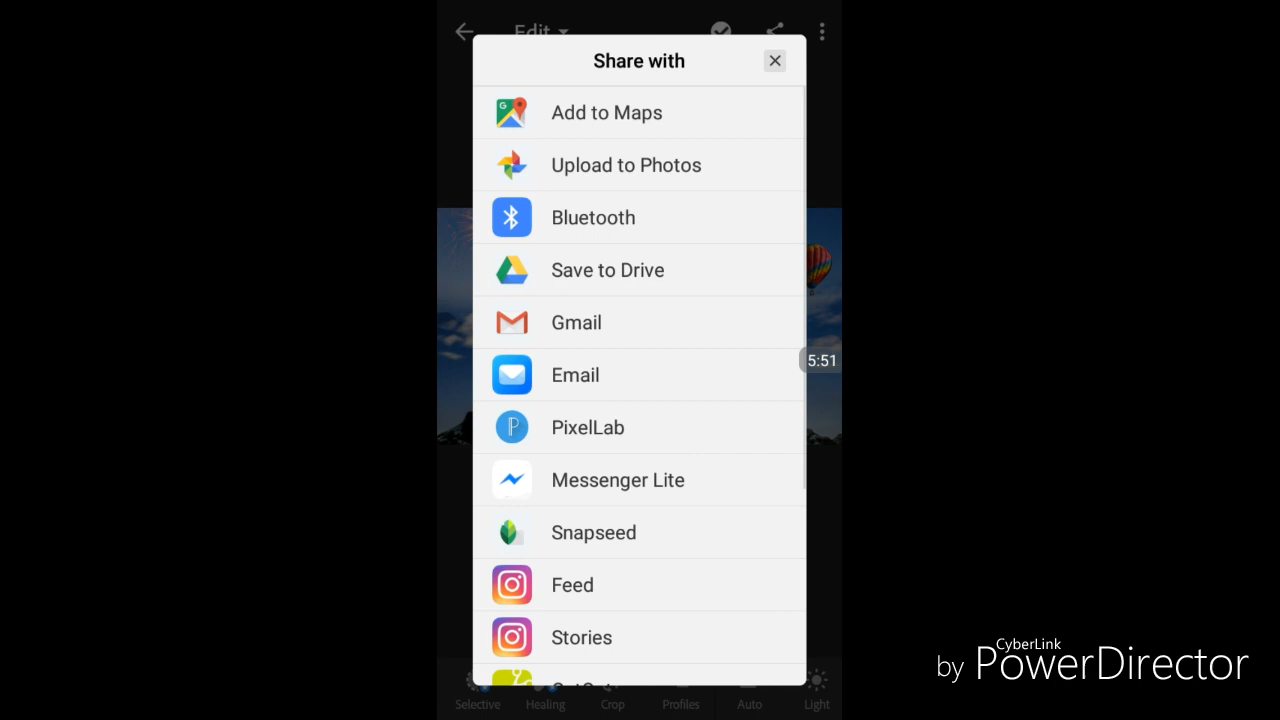 Edit
Share with
Add to Maps
Upload to Photos
Bluetooth
Save to Drive
Gmail
Email
5:51
PixelLab
Messenger Lite
Snapseed
Feed
Stories
Selective Healing Crop Profiles Auto Light
CyberLink
by PowerDirector